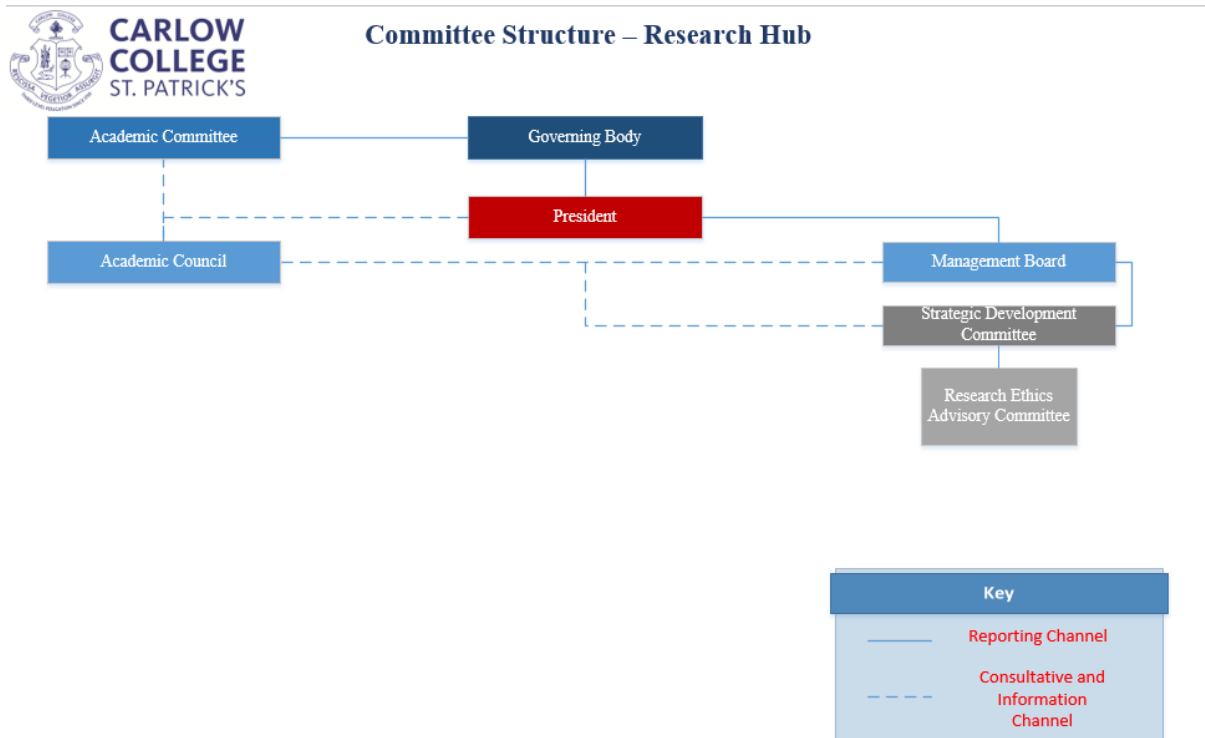 CARLOW
COLLEGE
ST. PATRICK'S
Committee Structure – Research Hub
Academic Committee
Governing Body
President
Academic Council
Management Board
Strategic Development
Committee
Research Ethics
Advisory Committee
Key
Reporting Channel
Consultative and
Information
Channel